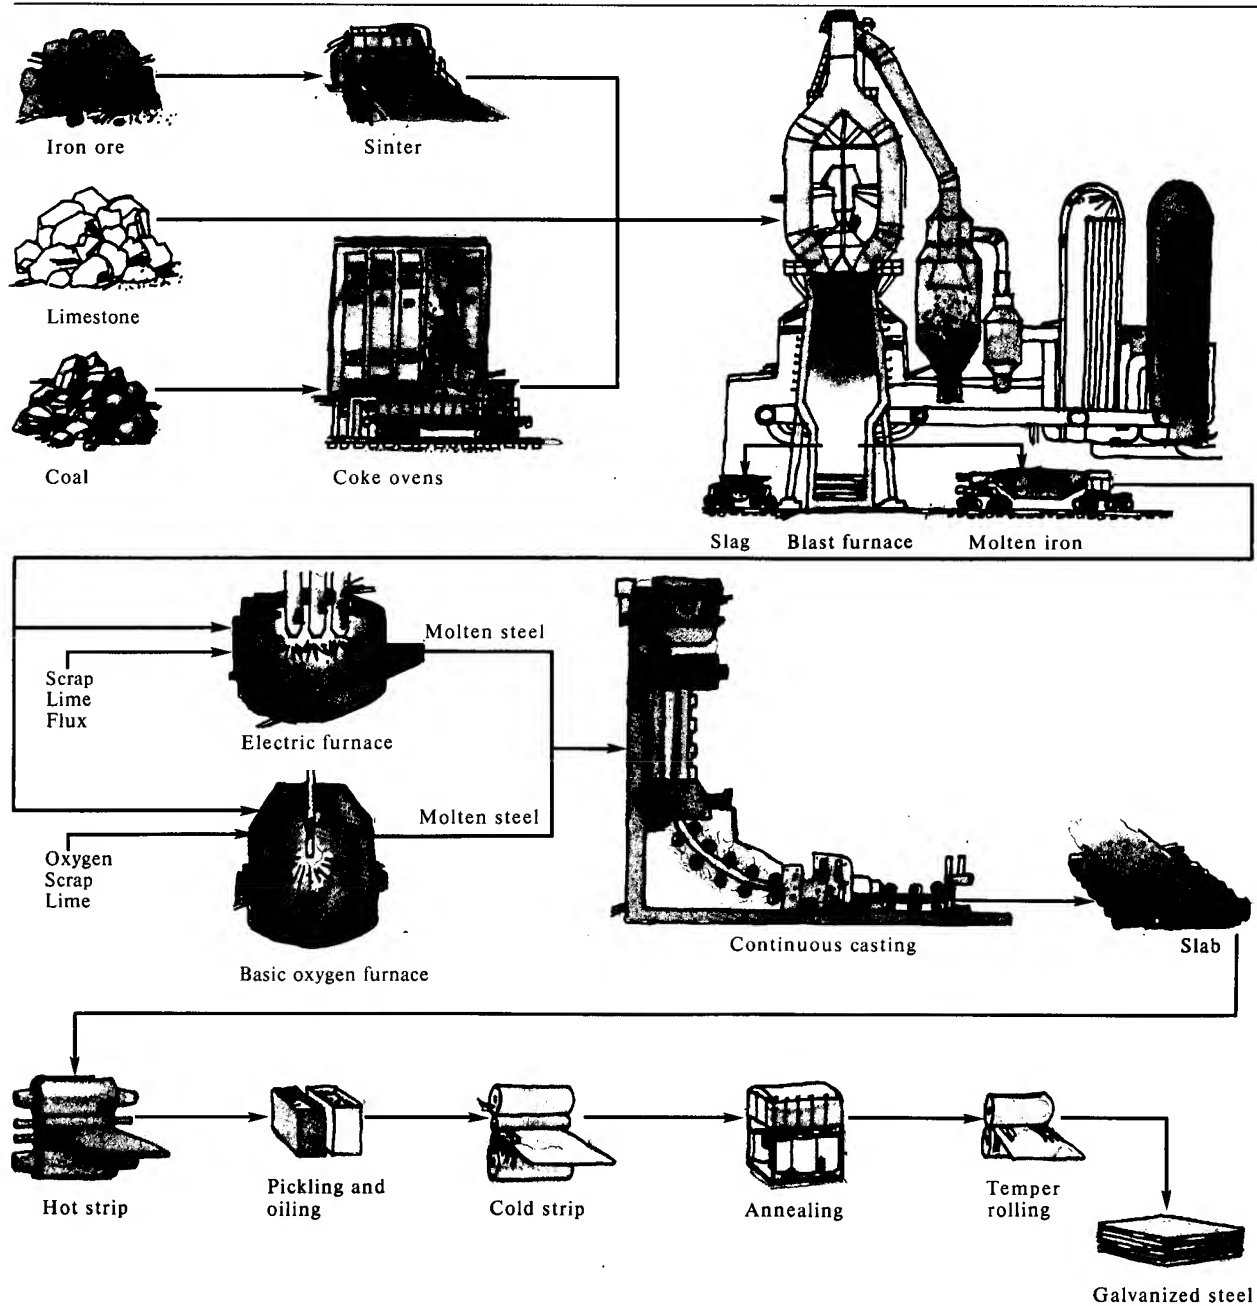 Iron ore
Sinter
Limestone
Coal
Coke ovens
Slag
Blast furnace
Molten iron
Molten steel
Scrap
Lime
Flux
Electric furnace
Molten steel
Oxygen
Scrap
Lime
Basic oxygen furnace
Continuous casting
Slab
Hot strip
Pickling and
oiling
Cold strip
Annealing
Temper
rolling
Galvanized steel